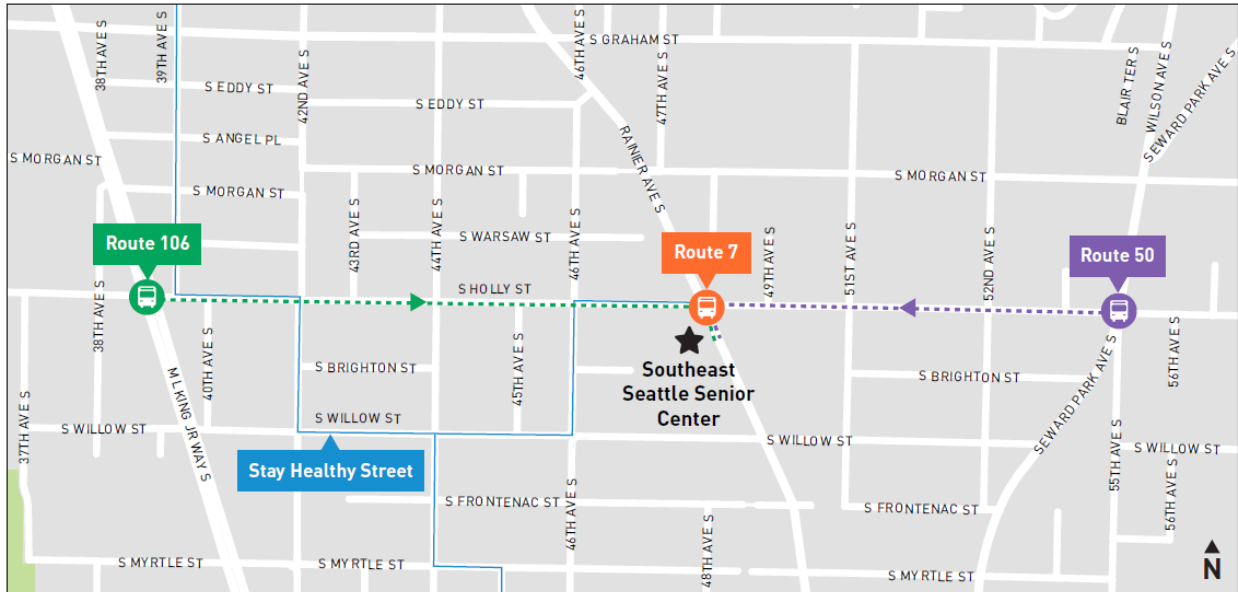 38TH AVE S
39TH AVE S
42ND AVE S
46TH AVE S
S GRAHAM ST
47TH AVE S
BLAIR TER S
WILSON AVE S
SEWARD PARK AVE S
S EDDY ST
S EDDY ST
S ANGEL PL
RAINIER AVE S
S MORGAN ST
S MORGAN ST
S MORGAN ST
S MORGAN ST
43RD AVE S
44TH AVE S
S WARSAW ST
46TH AVE S
49TH AVE S
51ST AVE S
52ND AVE S
Route 106
Route 7
Route 50
S HOLLY ST
38TH AVE S
40TH AVE S
45TH AVE S
Southeast
Seattle Senior
Center
S BRIGHTON ST
S BRIGHTON ST
SEWARD PARK AVE S
56TH AVE S
37TH AVE S
S WILLOW ST
M L KING JR WAY S
S WILLOW ST
S WILLOW ST
S WILLOW ST
Stay Healthy Street
55TH AVE S
56TH AVE S
S FRONTENAC ST
S FRONTENAC ST
46TH AVE S
48TH AVE S
S MYRTLE ST
S MYRTLE ST
S MYRTLE ST
N